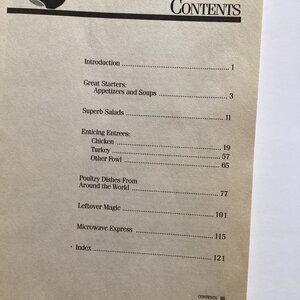 CONTENTS
Introduction 1
Great Starters:
Appetizers and Soups 3
Superb Salads 11
Enticing Entrees:
Chicken 19
Turkey 57
Other Fowl 65
Poultry Dishes From
Around the World 77
Leftover Magic 101
Microwave Express 115
Index 121
CONTENTS iii